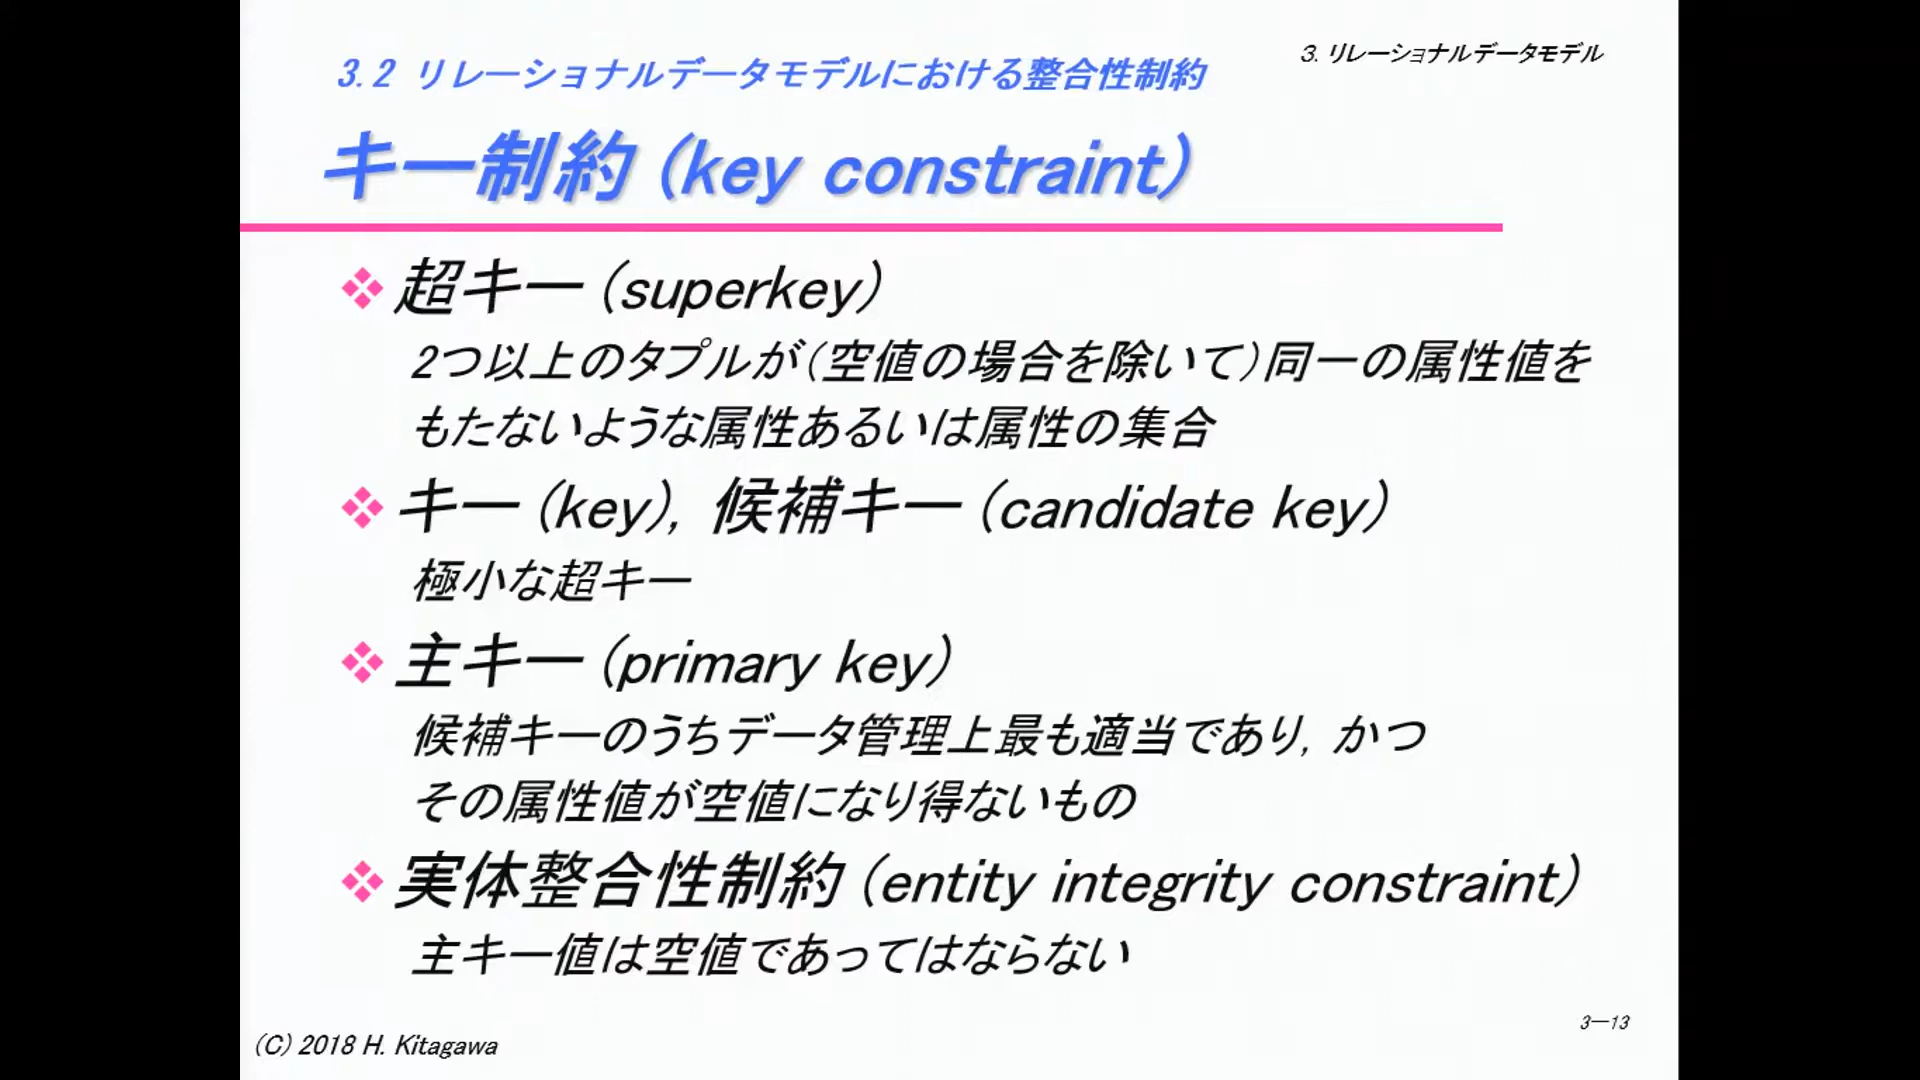 3. リレーショナルデータモデル
3.2 リレーショナルデータモデルにおける整合性制約
キー制約 (key constraint)
超キー (superkey)
2つ以上のタプルが(空値の場合を除いて)同一の属性値を
もたないような属性あるいは属性の集合
キー (key), 候補キー (candidate key)
極小な超キー
主キー (primary key)
候補キーのうちデータ管理上最も適当であり, かつ
その属性値が空値になり得ないもの
実体整合性制約 (entity integrity constraint)
主キー値は空値であってはならない
3—13
(C) 2018 H. Kitagawa